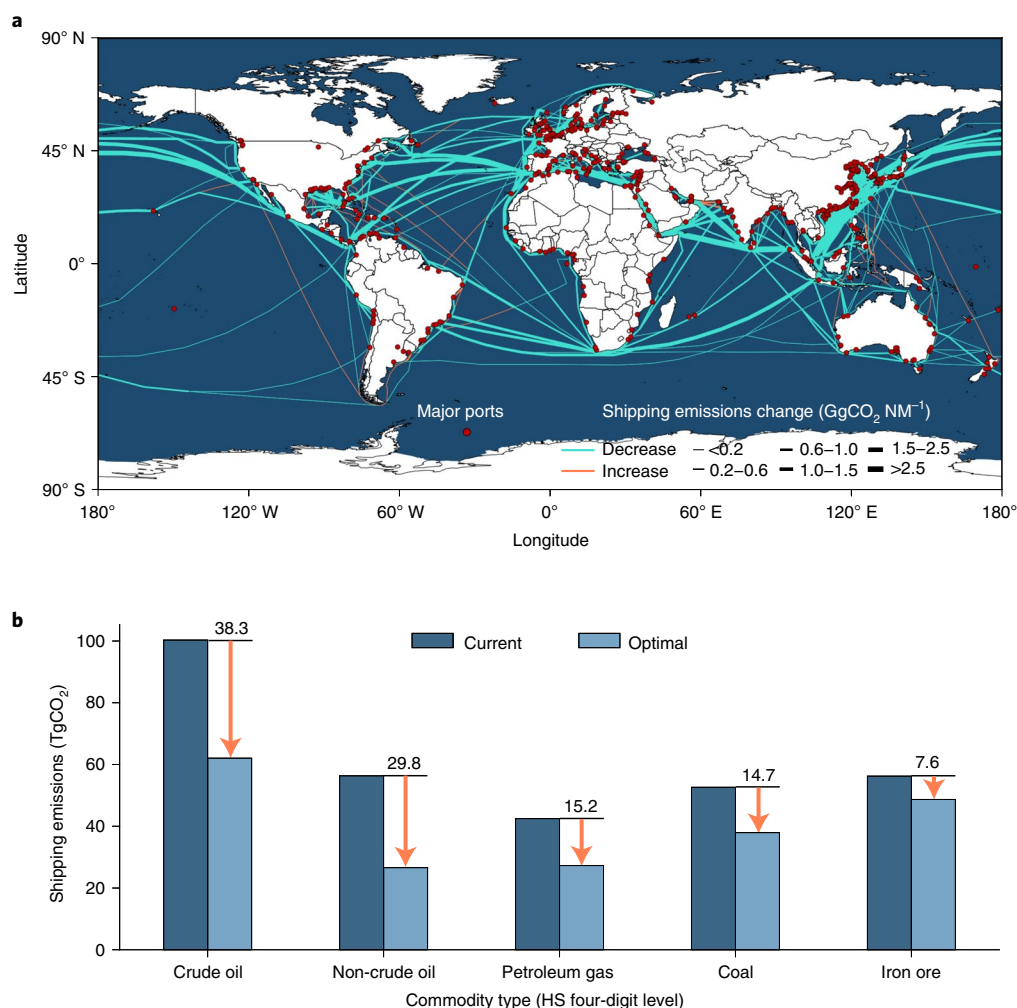 a
90° N
45° N
0°
45° S
90° S
Latitude
Major ports
Shipping emissions change (GgCO₂ NM⁻¹)
Decrease <0.2 0.6–1.0 1.5–2.5
Increase 0.2–0.6 1.0–1.5 >2.5
180° 120° W 60° W 0° 60° E 120° E 180°
Longitude
b
Shipping emissions (TgCO₂)
100
80
60
40
20
0
Current Optimal
38.3
29.8
15.2
14.7
7.6
Crude oil Non-crude oil Petroleum gas Coal Iron ore
Commodity type (HS four-digit level)